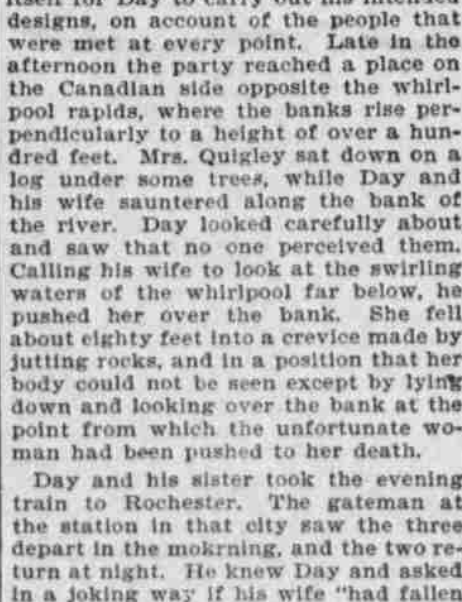 itself for Day to carry out his intended
designs, on account of the people that
were met at every point. Late in the
afternoon the party reached a place on
the Canadian side opposite the whirl-
pool rapids, where the banks rise per-
pendicularly to a height of over a hun-
dred feet. Mrs. Quigley sat down on a
log under some trees, while Day and
his wife sauntered along the bank of
the river. Day looked carefully about
and saw that no one perceived them.
Calling his wife to look at the swirling
waters of the whirlpool far below, he
pushed her over the bank. She fell
about eighty feet into a crevice made by
jutting rocks, and in a position that her
body could not be seen except by lying
down and looking over the bank at the
point from which the unfortunate wo-
man had been pushed to her death.
Day and his sister took the evening
train to Rochester. The gateman at
the station in that city saw the three
depart in the mokrning, and the two re-
turn at night. He knew Day and asked
in a joking way if his wife "had fallen